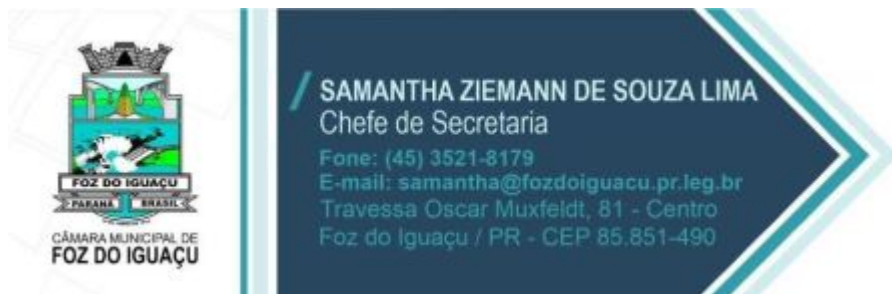 FOZ DO IGUAÇU
PARANÁ BRASIL
CÂMARA MUNICIPAL DE
FOZ DO IGUAÇU
SAMANTHA ZIEMANN DE SOUZA LIMA
Chefe de Secretaria
Fone: (45) 3521-8179
E-mail: samantha@fozdoiguacu.pr.leg.br
Travessa Oscar Muxfeldt, 81 - Centro
Foz do Iguaçu / PR - CEP 85.851-490